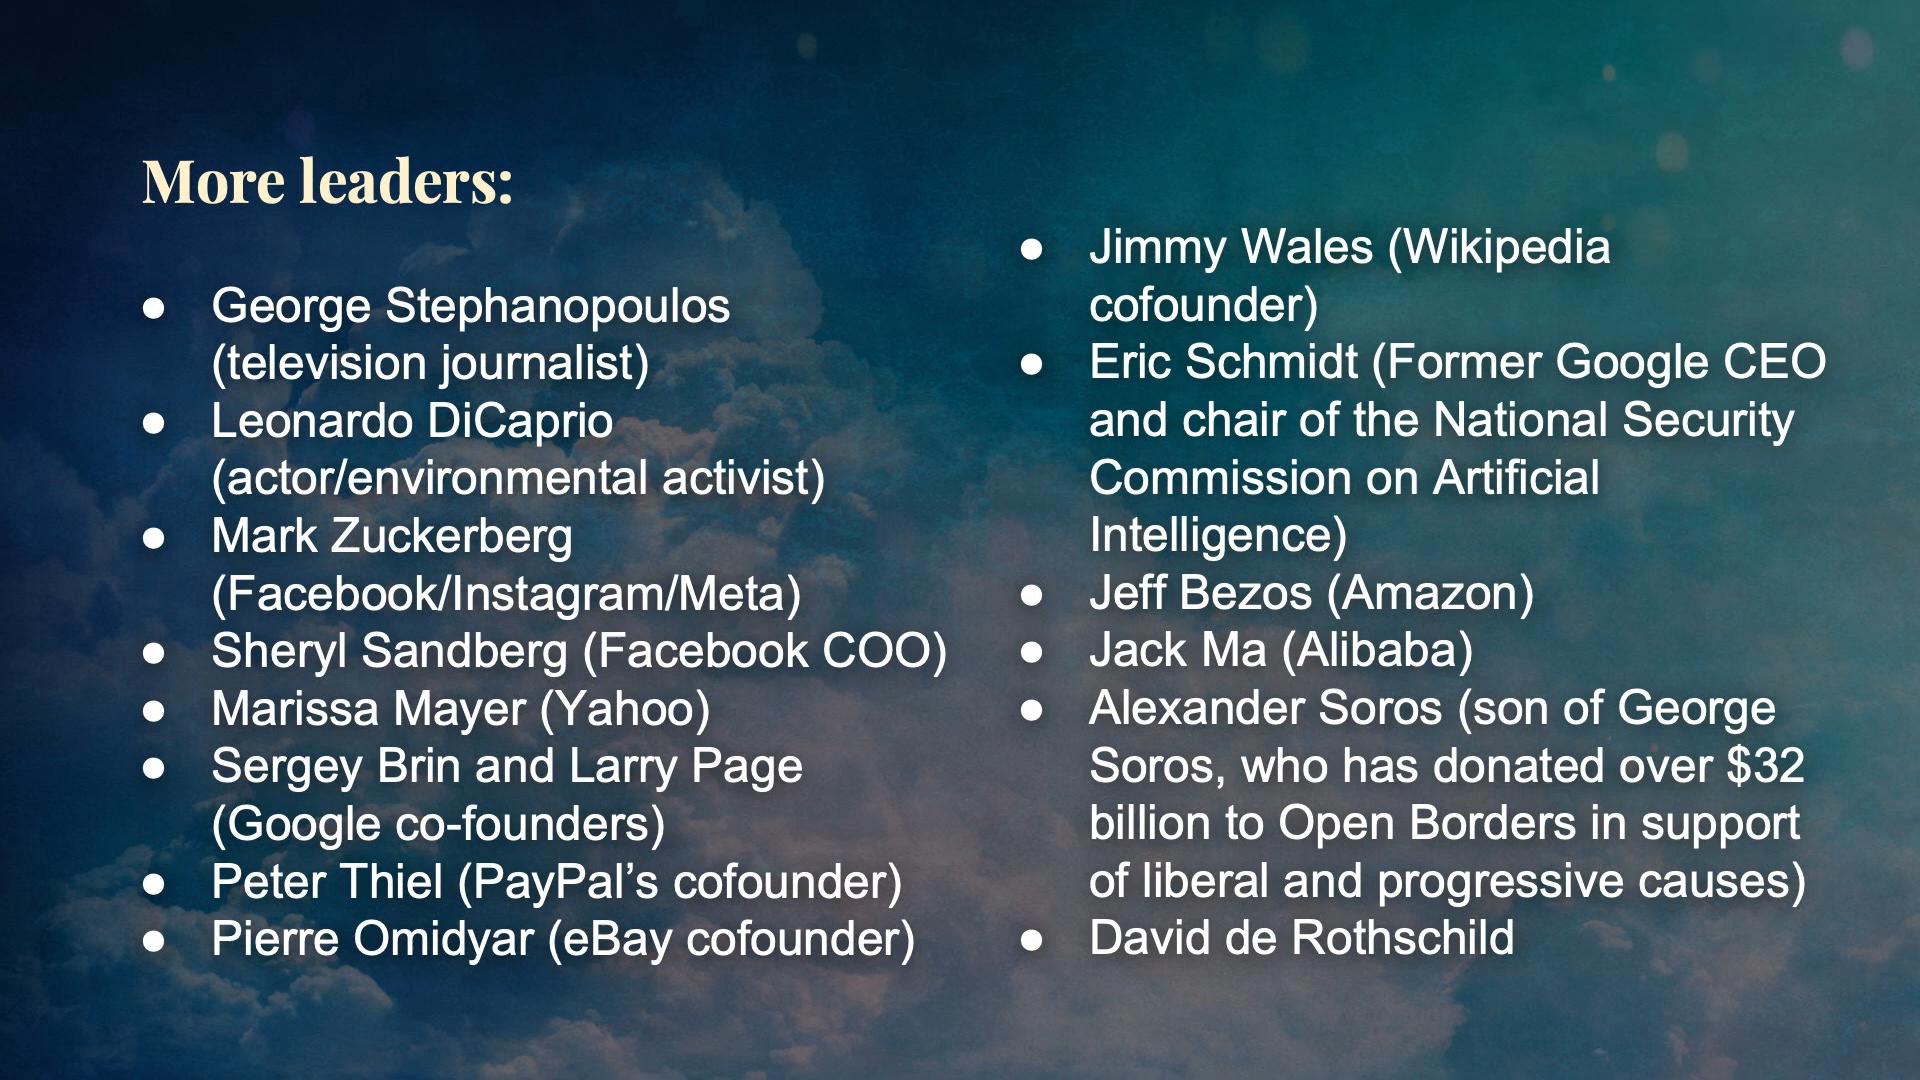 More leaders:
● George Stephanopoulos
(television journalist)
● Leonardo DiCaprio
(actor/environmental activist)
● Mark Zuckerberg
(Facebook/Instagram/Meta)
● Sheryl Sandberg (Facebook COO)
● Marissa Mayer (Yahoo)
● Sergey Brin and Larry Page
(Google co-founders)
● Peter Thiel (PayPal’s cofounder)
● Pierre Omidyar (eBay cofounder)
● Jimmy Wales (Wikipedia
cofounder)
● Eric Schmidt (Former Google CEO
and chair of the National Security
Commission on Artificial
Intelligence)
● Jeff Bezos (Amazon)
● Jack Ma (Alibaba)
● Alexander Soros (son of George
Soros, who has donated over $32
billion to Open Borders in support
of liberal and progressive causes)
● David de Rothschild